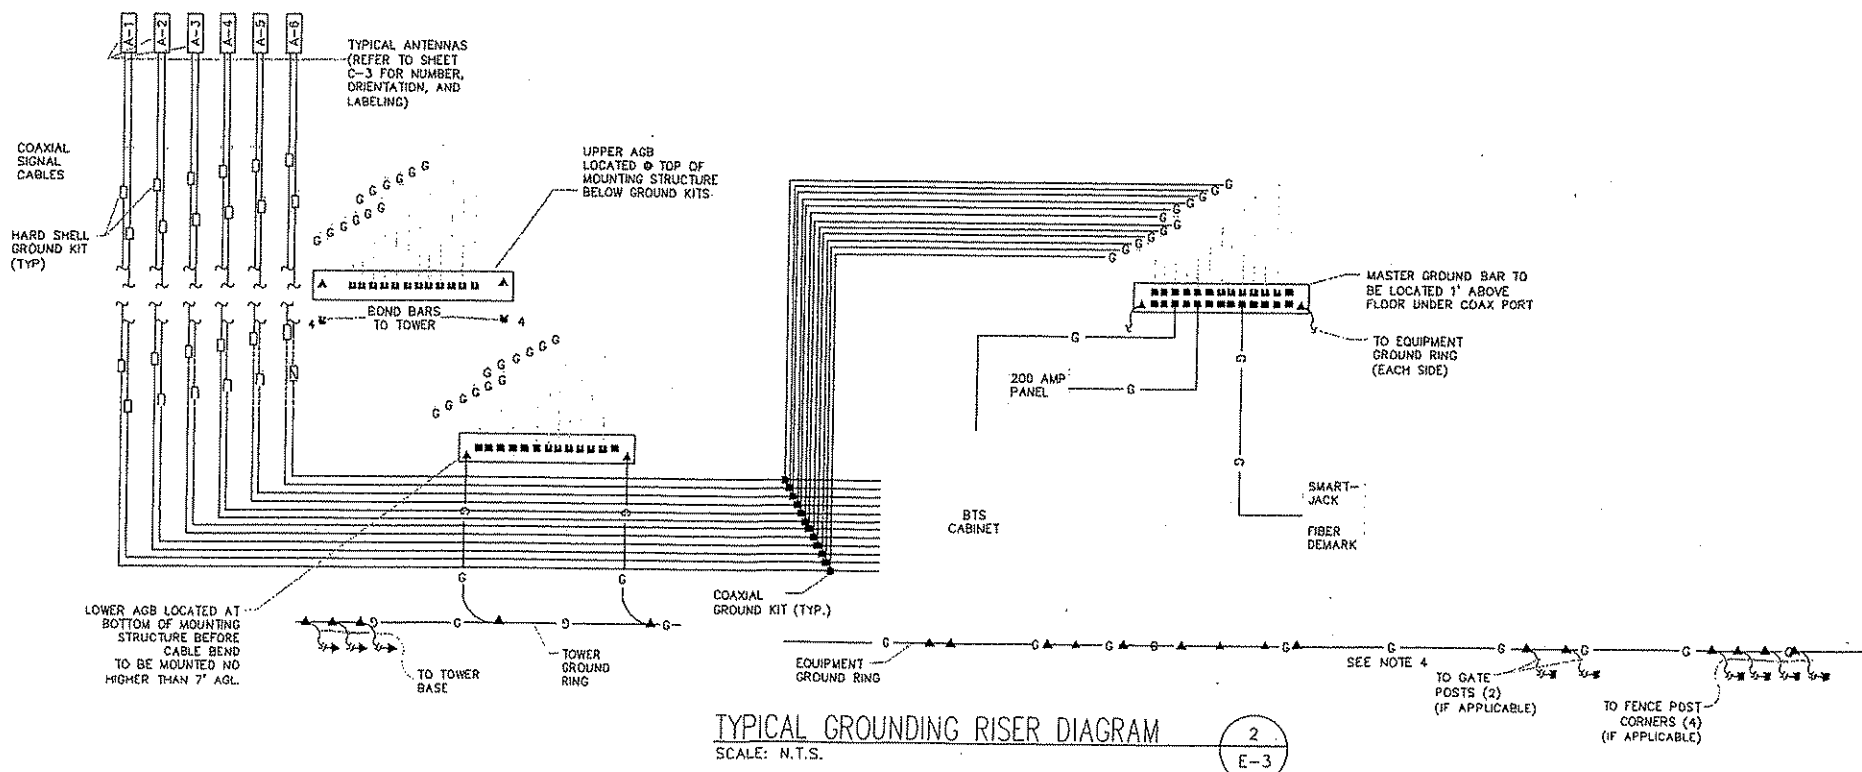 A-1
A-2
A-3
A-4
A-5
A-6
TYPICAL ANTENNAS
(REFER TO SHEET
C-3 FOR NUMBER,
ORIENTATION, AND
LABELING)
COAXIAL
SIGNAL
CABLES
HARD SHELL
GROUND KIT
(TYP)
G G G G G G
G G G G G G
UPPER AGB
LOCATED @ TOP OF
MOUNTING STRUCTURE
BELOW GROUND KITS
4
BOND BARS
TO TOWER
4
G G G G G G
G G G G G G
G G G G G G
G G G G G G
MASTER GROUND BAR TO
BE LOCATED 1' ABOVE
FLOOR UNDER COAX PORT
TO EQUIPMENT
GROUND RING
(EACH SIDE)
G
200 AMP
PANEL
G
G
G
SMART-
JACK
FIBER
DEMARK
BTS
CABINET
G
G
G
G
COAXIAL
GROUND KIT (TYP.)
LOWER AGB LOCATED AT
BOTTOM OF MOUNTING
STRUCTURE BEFORE
CABLE BEND
TO BE MOUNTED NO
HIGHER THAN 7' AGL.
G G G G
TO TOWER
BASE
TOWER
GROUND
RING
G G G G G G G G G G
EQUIPMENT
GROUND RING
SEE NOTE 4
TO GATE
POSTS (2)
(IF APPLICABLE)
TO FENCE POST
CORNERS (4)
(IF APPLICABLE)
TYPICAL GROUNDING RISER DIAGRAM
SCALE: N.T.S.
2
E-3